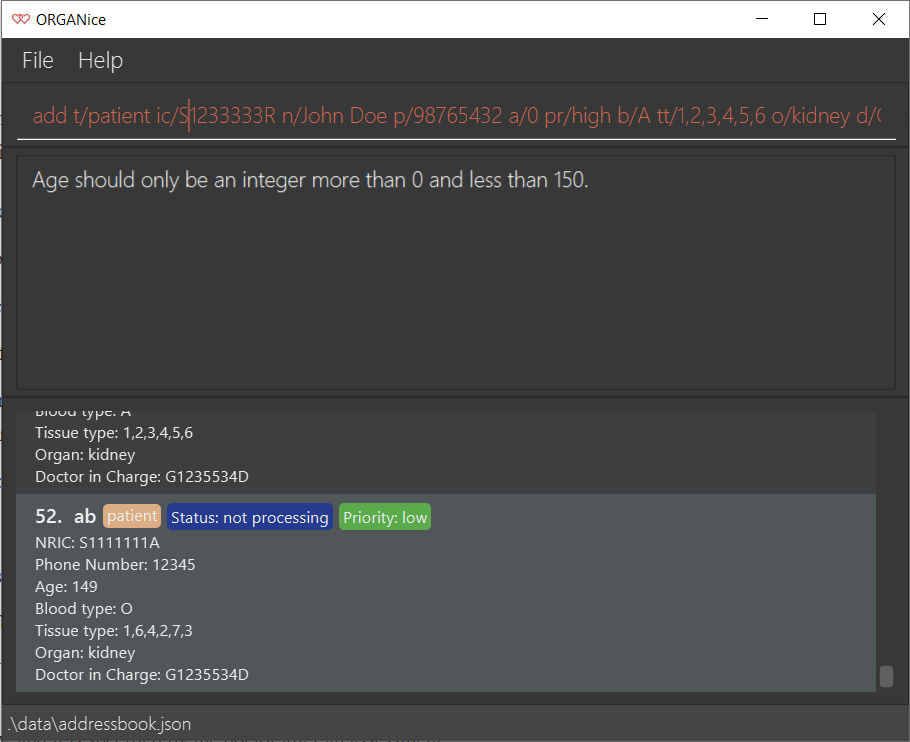 ORGANice
File Help
add t/patient ic/S1233333R n/John Doe p/98765432 a/0 pr/high b/A tt/1,2,3,4,5,6 o/kidney d/
Age should only be an integer more than 0 and less than 150.
Blood type: A
Tissue type: 1,2,3,4,5,6
Organ: kidney
Doctor in Charge: G1235534D
52. ab patient Status: not processing Priority: low
NRIC: S1111111A
Phone Number: 12345
Age: 149
Blood type: O
Tissue type: 1,6,4,2,7,3
Organ: kidney
Doctor in Charge: G1235534D
.\data\addressbook.json